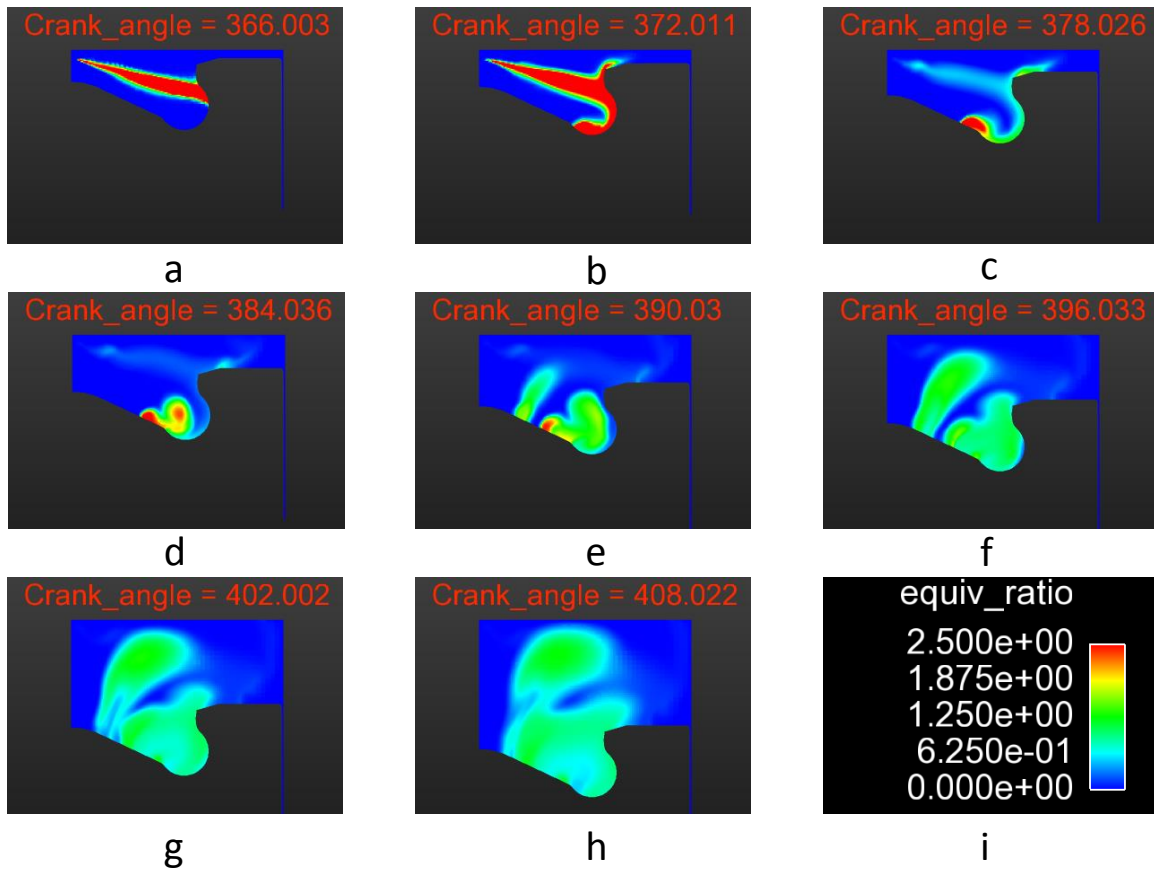 Crank_angle = 366.003
Crank_angle = 372.011
Crank_angle = 378.026
a
b
c
Crank_angle = 384.036
Crank_angle = 390.03
Crank_angle = 396.033
d
e
f
Crank_angle = 402.002
Crank_angle = 408.022
equiv_ratio
2.500e+00
1.875e+00
1.250e+00
6.250e-01
0.000e+00
g
h
i